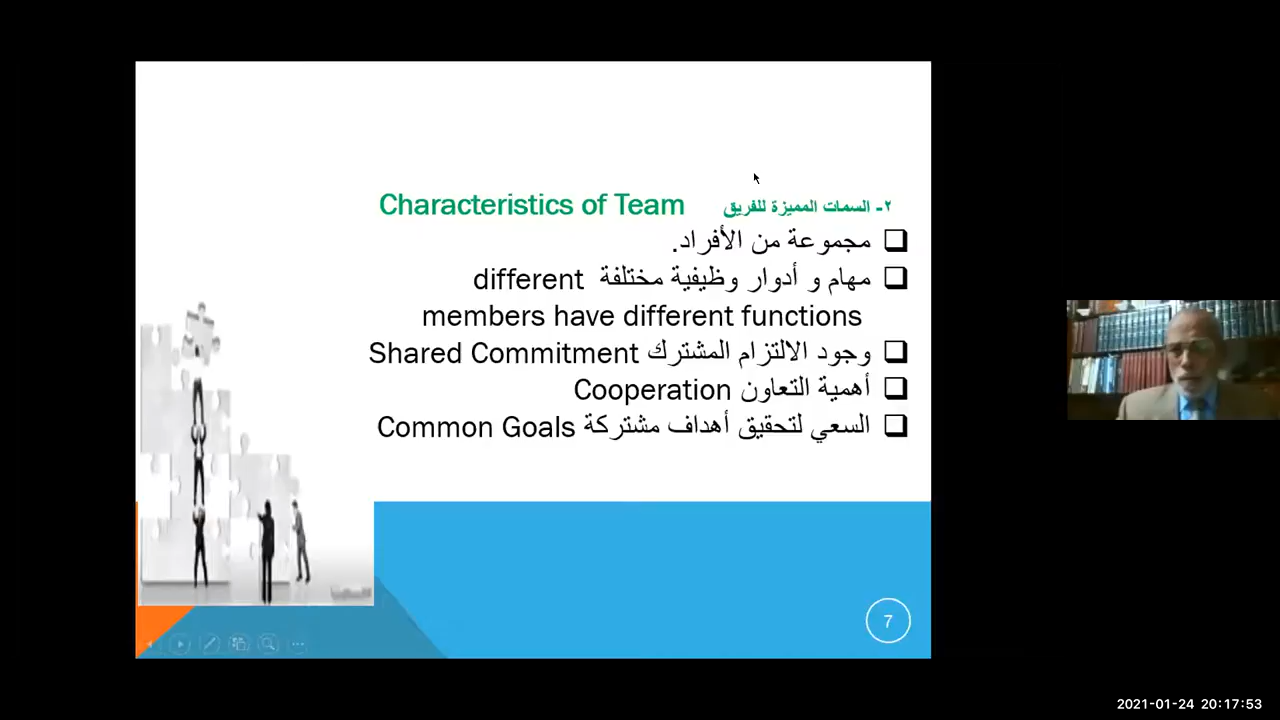 ٢- السمات المميزة للفريق Characteristics of Team
مجموعة من الأفراد.
مهام و أدوار وظيفية مختلفة different
members have different functions
وجود الالتزام المشترك Shared Commitment
أهمية التعاون Cooperation
السعي لتحقيق أهداف مشتركة Common Goals
7
2021-01-24 20:17:53